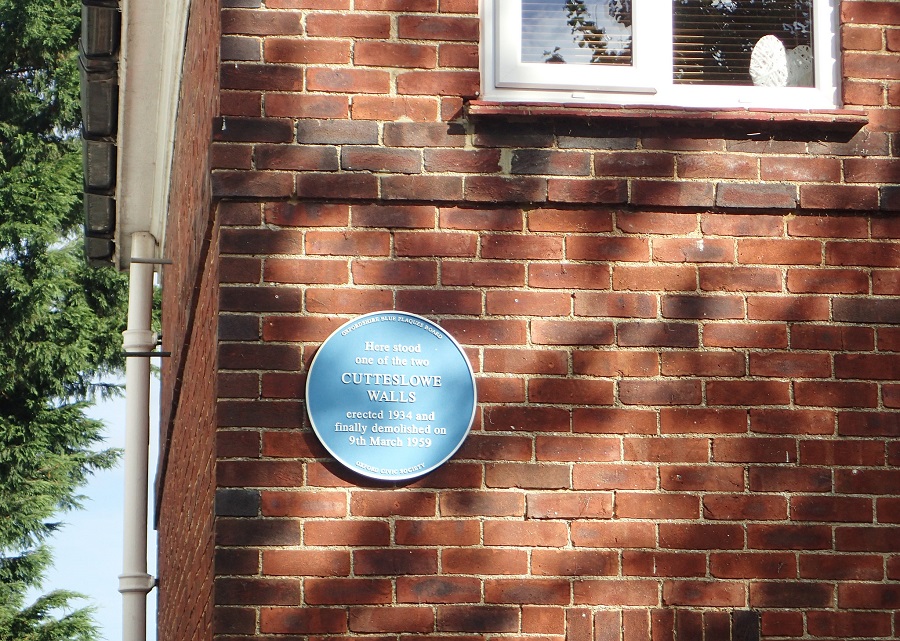 OXFORDSHIRE BLUE PLAQUES BOARD
Here stood
one of the two
CUTTESLOWE
WALLS
erected 1934 and
finally demolished on
9th March 1959
OXFORD CIVIC SOCIETY